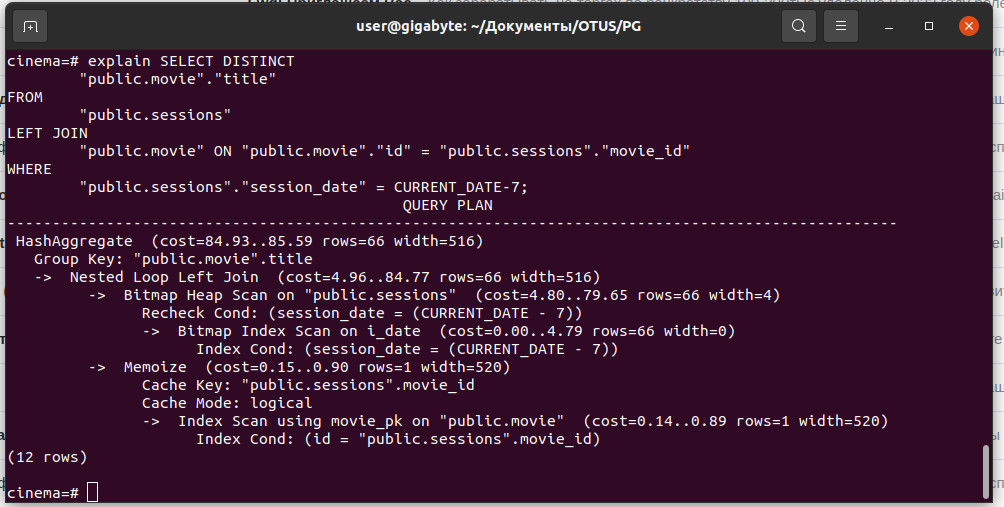 user@gigabyte: ~/Документы/OTUS/PG
cinema=# explain SELECT DISTINCT
        "public.movie"."title"
FROM
        "public.sessions"
LEFT JOIN
        "public.movie" ON "public.movie"."id" = "public.sessions"."movie_id"
WHERE
        "public.sessions"."session_date" = CURRENT_DATE-7;
                                            QUERY PLAN
---------------------------------------------------------------------------------------------------
 HashAggregate  (cost=84.93..85.59 rows=66 width=516)
   Group Key: "public.movie".title
   ->  Nested Loop Left Join  (cost=4.96..84.77 rows=66 width=516)
         ->  Bitmap Heap Scan on "public.sessions"  (cost=4.80..79.65 rows=66 width=4)
               Recheck Cond: (session_date = (CURRENT_DATE - 7))
               ->  Bitmap Index Scan on i_date  (cost=0.00..4.79 rows=66 width=0)
                     Index Cond: (session_date = (CURRENT_DATE - 7))
         ->  Memoize  (cost=0.15..0.90 rows=1 width=520)
               Cache Key: "public.sessions".movie_id
               Cache Mode: logical
               ->  Index Scan using movie_pk on "public.movie"  (cost=0.14..0.89 rows=1 width=520)
                     Index Cond: (id = "public.sessions".movie_id)
(12 rows)
cinema=#